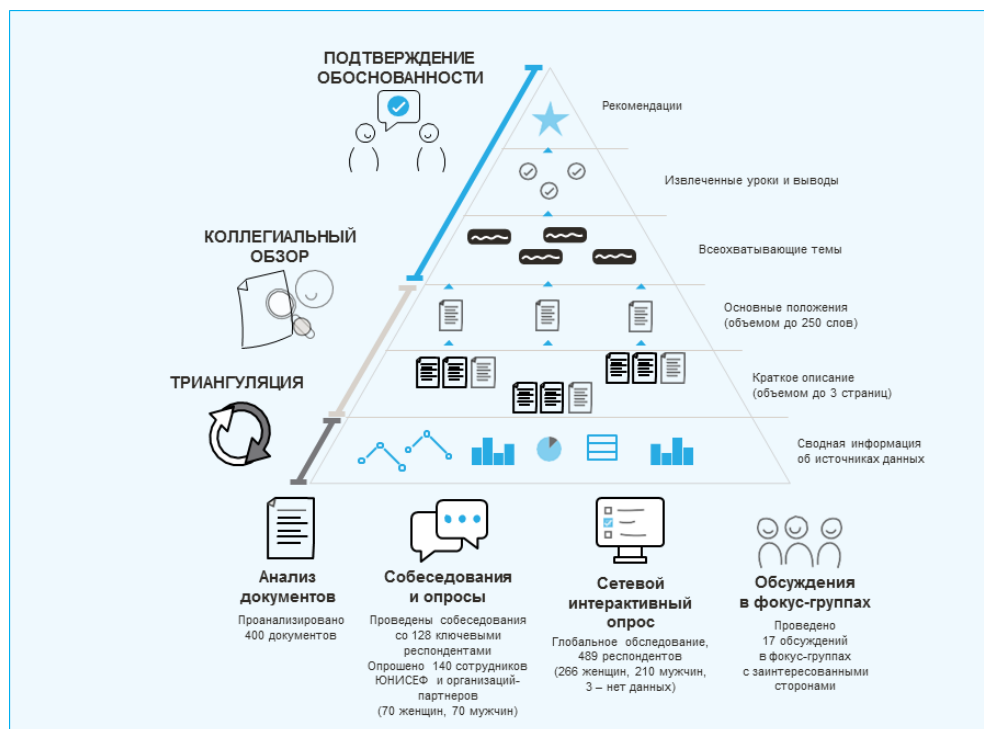 ПОДТВЕРЖДЕНИЕ
ОБОСНОВАННОСТИ
Рекомендации
Извлеченные уроки и выводы
КОЛЛЕГИАЛЬНЫЙ
ОБЗОР
Всеохватывающие темы
Основные положения
(объемом до 250 слов)
ТРИАНГУЛЯЦИЯ
Краткое описание
(объемом до 3 страниц)
Сводная информация
об источниках данных
Анализ
документов
Проанализировано
400 документов
Собеседования
и опросы
Проведены собеседования
со 128 ключевыми
респондентами
Опрошено 140 сотрудников
ЮНИСЕФ и организаций-
партнеров
(70 женщин, 70 мужчин)
Сетевой
интерактивный
опрос
Глобальное обследование,
489 респондентов
(266 женщин, 210 мужчин,
3 – нет данных)
Обсуждения
в фокус-группах
Проведено
17 обсуждений
в фокус-группах
с заинтересованными
сторонами